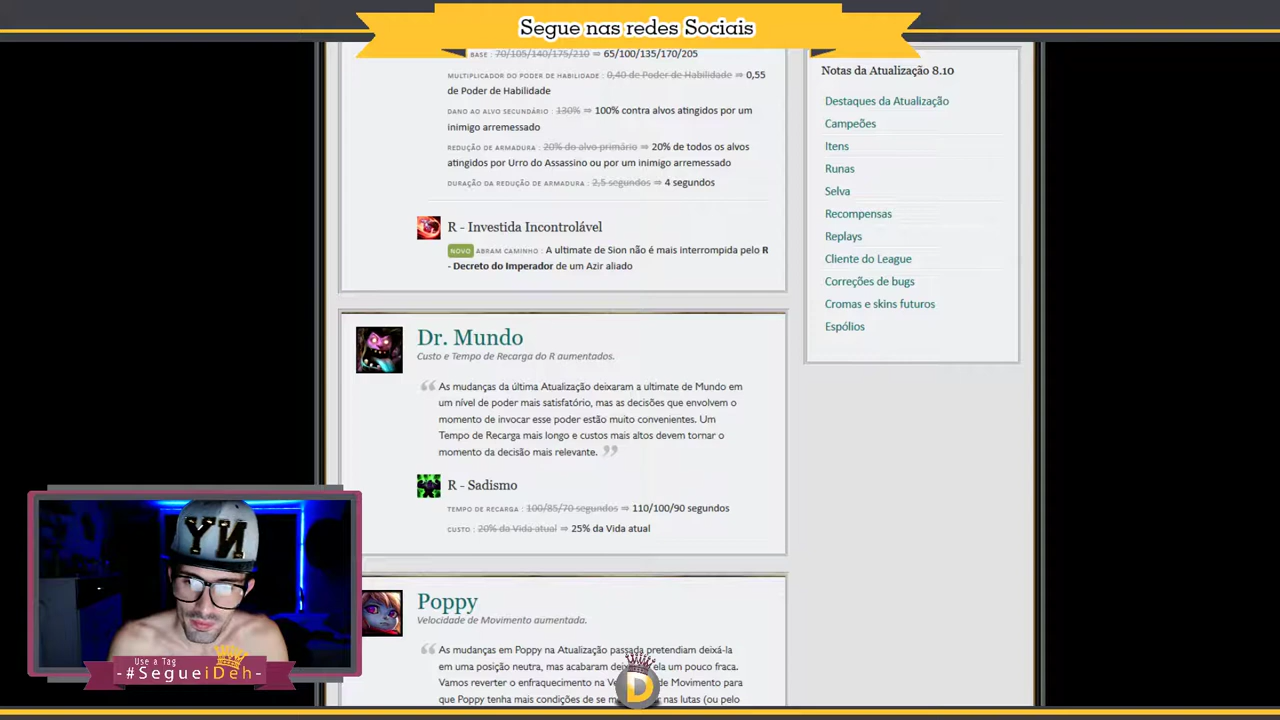 Segue nas redes Sociais
BASE : 70/105/140/175/210 ⇒ 65/100/135/170/205
MULTIPLICADOR DO PODER DE HABILIDADE : 0,40 de Poder de Habilidade ⇒ 0,55
de Poder de Habilidade
DANO AO ALVO SECUNDÁRIO : 130% ⇒ 100% contra alvos atingidos por um
inimigo arremessado
REDUÇÃO DE ARMADURA : 20% do alvo primário ⇒ 20% de todos os alvos
atingidos por Urro do Assassino ou por um inimigo arremessado
DURAÇÃO DA REDUÇÃO DE ARMADURA : 2,5 segundos ⇒ 4 segundos
R - Investida Incontrolável
NOVO ABRAM CAMINHO : A ultimate de Sion não é mais interrompida pelo R
- Decreto do Imperador de um Azir aliado
Dr. Mundo
Custo e Tempo de Recarga do R aumentados.
“ As mudanças da última Atualização deixaram a ultimate de Mundo em
um nível de poder mais satisfatório, mas as decisões que envolvem o
momento de invocar esse poder estão muito convenientes. Um
Tempo de Recarga mais longo e custos mais altos devem tornar o
momento da decisão mais relevante. ”
R - Sadismo
TEMPO DE RECARGA : 100/85/70 segundos ⇒ 110/100/90 segundos
CUSTO : 20% da Vida atual ⇒ 25% da Vida atual
Poppy
Velocidade de Movimento aumentada.
“ As mudanças em Poppy na Atualização passada pretendiam deixá-la
em uma posição neutra, mas acabaram deixando ela um pouco fraca.
Vamos reverter o enfraquecimento na Velocidade de Movimento para
que Poppy tenha mais condições de se mover nas lutas (ou pelo
Notas da Atualização 8.10
Destaques da Atualização
Campeões
Itens
Runas
Selva
Recompensas
Replays
Cliente do League
Correções de bugs
Cromas e skins futuros
Espólios
YN
Use a Tag
-#SegueiDeh-
D